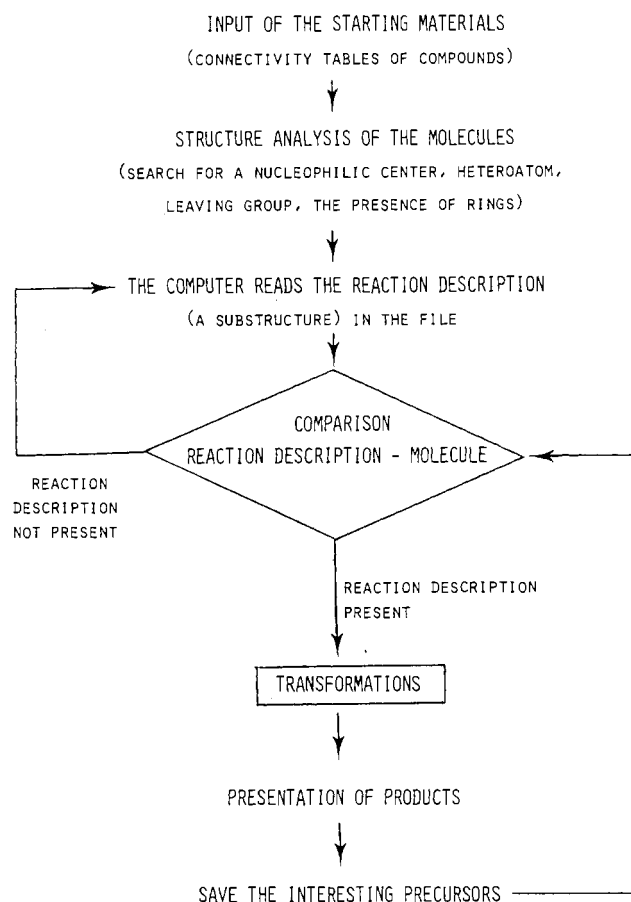 INPUT OF THE STARTING MATERIALS
(CONNECTIVITY TABLES OF COMPOUNDS)
STRUCTURE ANALYSIS OF THE MOLECULES
(SEARCH FOR A NUCLEOPHILIC CENTER, HETEROATOM,
LEAVING GROUP, THE PRESENCE OF RINGS)
THE COMPUTER READS THE REACTION DESCRIPTION
(A SUBSTRUCTURE) IN THE FILE
COMPARISON
REACTION DESCRIPTION - MOLECULE
REACTION
DESCRIPTION
NOT PRESENT
REACTION DESCRIPTION
PRESENT
TRANSFORMATIONS
PRESENTATION OF PRODUCTS
SAVE THE INTERESTING PRECURSORS